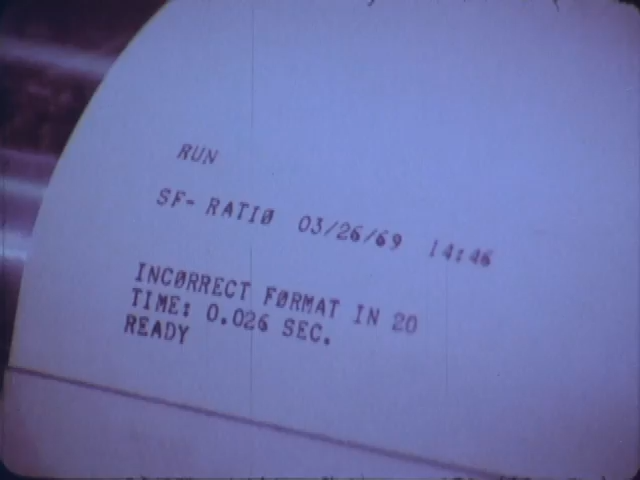 RUN
SF- RATIØ 03/26/69 14:46
INCØRRECT FØRMAT IN 20
TIME: 0.026 SEC.
READY